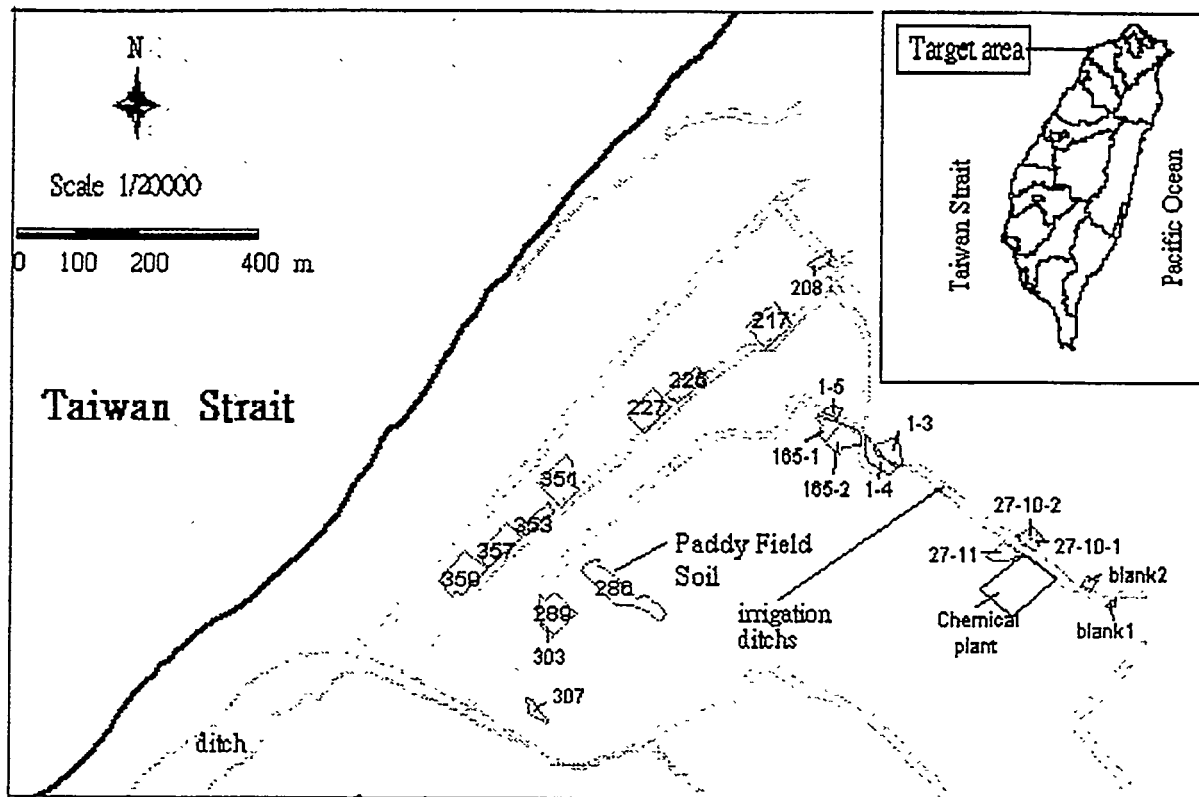 N
Scale 1/20000
0 100 200 400 m
Taiwan Strait
Target area
Taiwan Strait
Pacific Ocean
208
217
226
227
1-5
165-1
165-2
1-4
1-3
351
353
357
359
Paddy Field
Soil
286
289
303
307
irrigation
ditchs
27-10-2
27-10-1
27-11
Chemical
plant
blank2
blank1
ditch